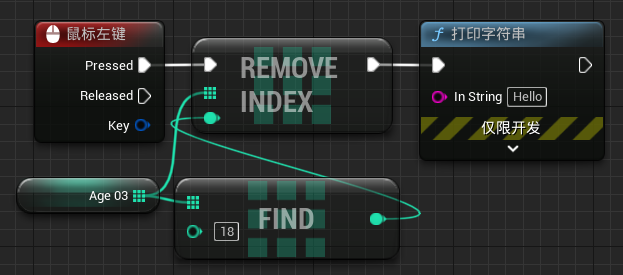 鼠标左键
Pressed
Released
Key
REMOVE
INDEX
打印字符串
In String Hello
仅限开发
Age 03
FIND
18